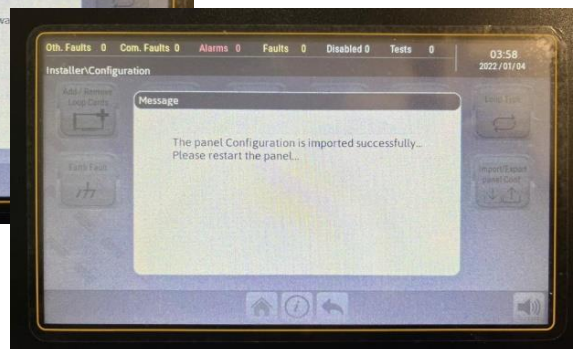 Oth. Faults 0 Com. Faults 0 Alarms 0 Faults 0 Disabled 0 Tests 0
03:58
2022/01/04
Installer\Configuration
Add / Remove
Loop Cards
Message
The panel Configuration is imported successfully...
Please restart the panel...
Earth Fault
Import/Export
panel Conf.